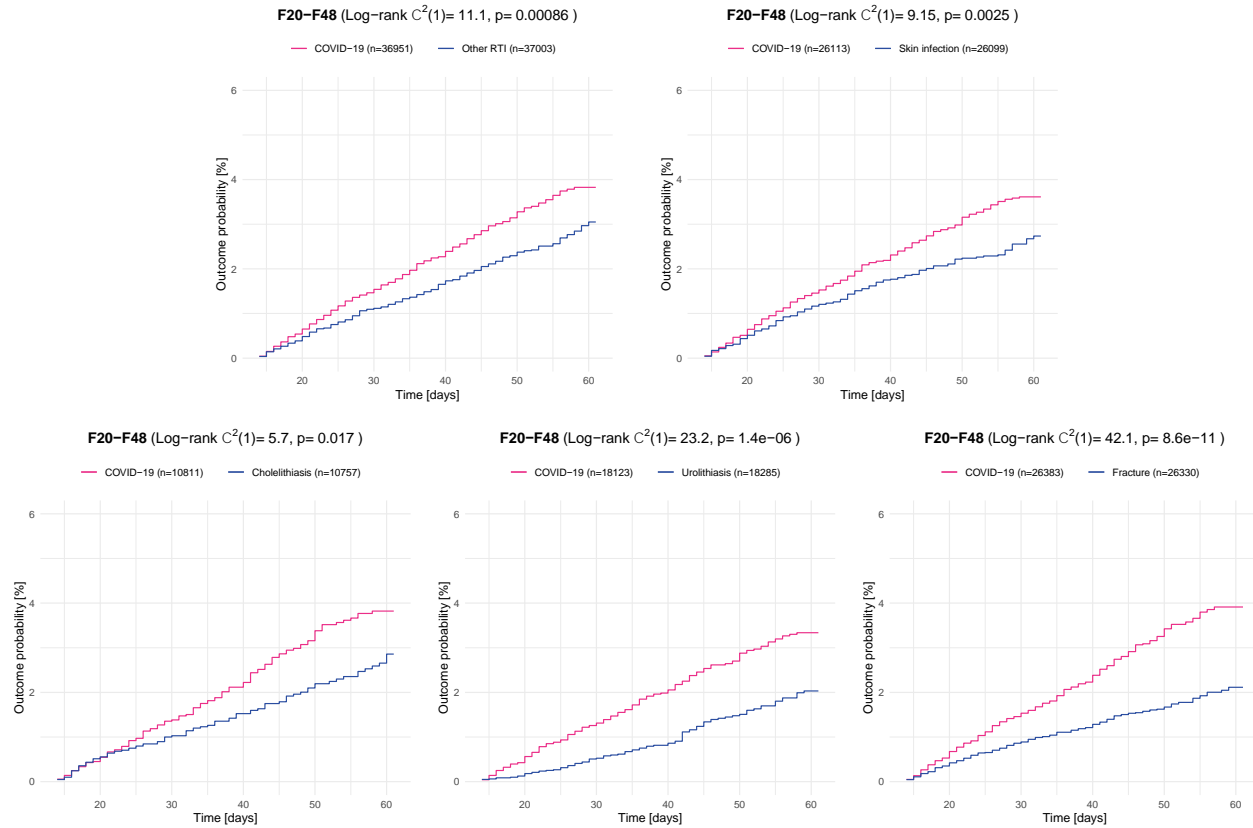 F20−F48 (Log−rank C²(1)= 11.1, p= 0.00086 )
COVID−19 (n=36951) Other RTI (n=37003)
Outcome probability [%]
6
4
2
0
20 30 40 50 60
Time [days]
F20−F48 (Log−rank C²(1)= 9.15, p= 0.0025 )
COVID−19 (n=26113) Skin infection (n=26099)
Outcome probability [%]
6
4
2
0
20 30 40 50 60
Time [days]
F20−F48 (Log−rank C²(1)= 5.7, p= 0.017 )
COVID−19 (n=10811) Cholelithiasis (n=10757)
Outcome probability [%]
6
4
2
0
20 30 40 50 60
Time [days]
F20−F48 (Log−rank C²(1)= 23.2, p= 1.4e−06 )
COVID−19 (n=18123) Urolithiasis (n=18285)
Outcome probability [%]
6
4
2
0
20 30 40 50 60
Time [days]
F20−F48 (Log−rank C²(1)= 42.1, p= 8.6e−11 )
COVID−19 (n=26383) Fracture (n=26330)
Outcome probability [%]
6
4
2
0
20 30 40 50 60
Time [days]